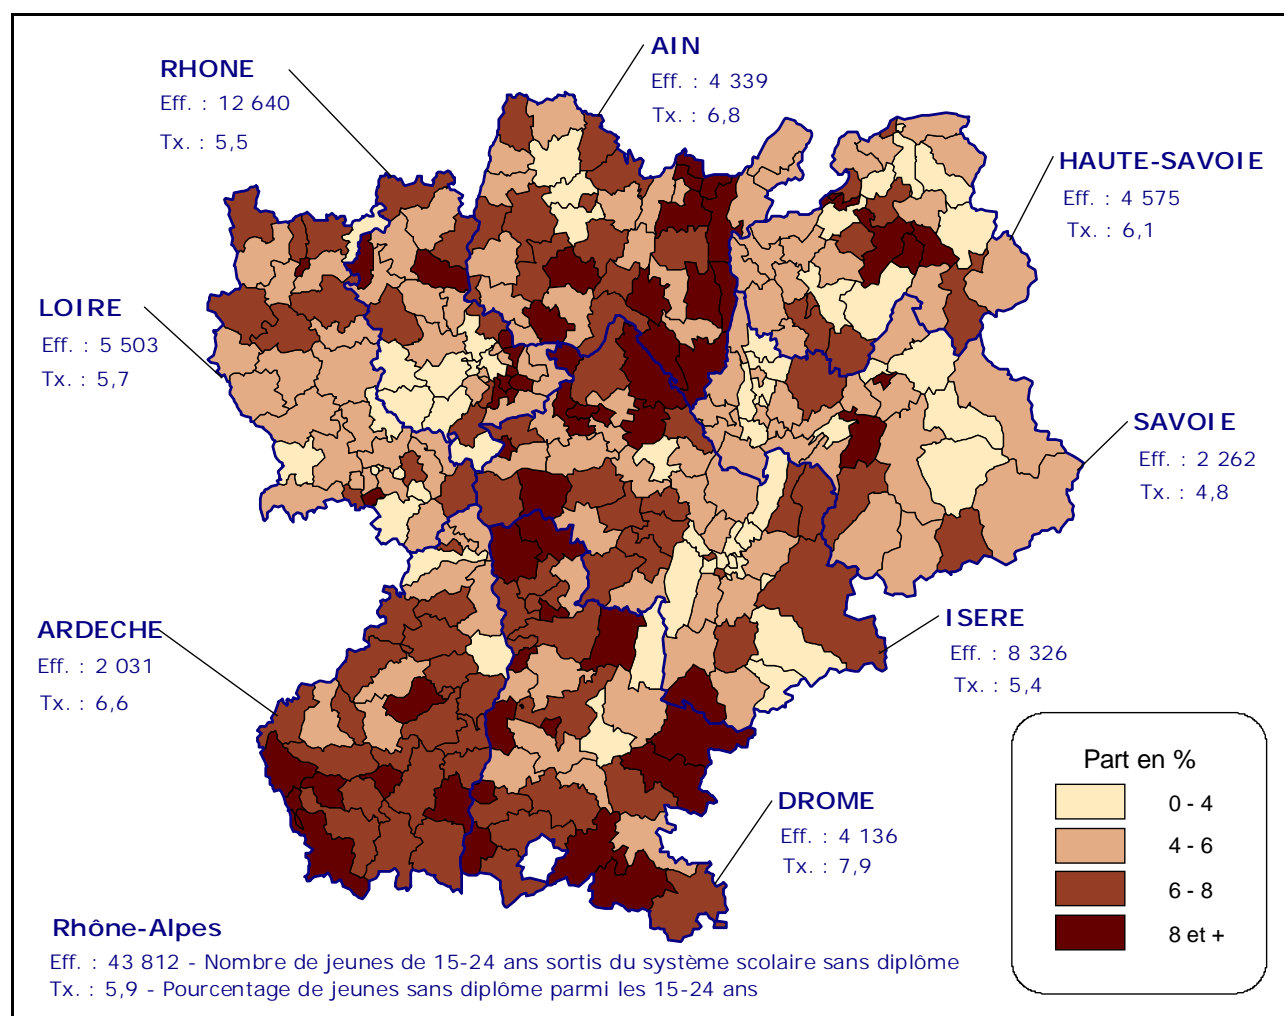 AIN
Eff. : 4 339
Tx. : 6,8
RHONE
Eff. : 12 640
Tx. : 5,5
HAUTE-SAVOIE
Eff. : 4 575
Tx. : 6,1
LOIRE
Eff. : 5 503
Tx. : 5,7
SAVOIE
Eff. : 2 262
Tx. : 4,8
ARDECHE
Eff. : 2 031
Tx. : 6,6
ISERE
Eff. : 8 326
Tx. : 5,4
DROME
Eff. : 4 136
Tx. : 7,9
Part en %
0 - 4
4 - 6
6 - 8
8 et +
Rhône-Alpes
Eff. : 43 812 - Nombre de jeunes de 15-24 ans sortis du système scolaire sans diplôme
Tx. : 5,9 - Pourcentage de jeunes sans diplôme parmi les 15-24 ans